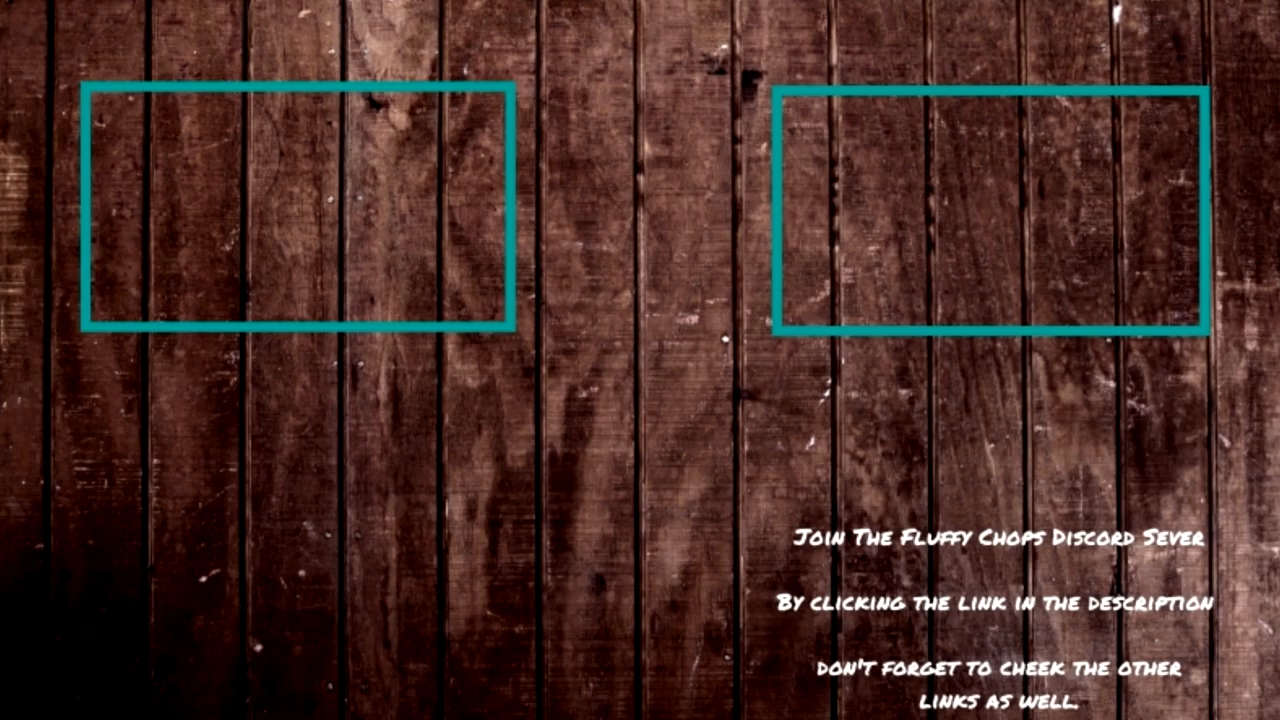 Join The Fluffy Chops Discord Sever
By clicking the link in the description
don't forget to cheek the other
links as well.